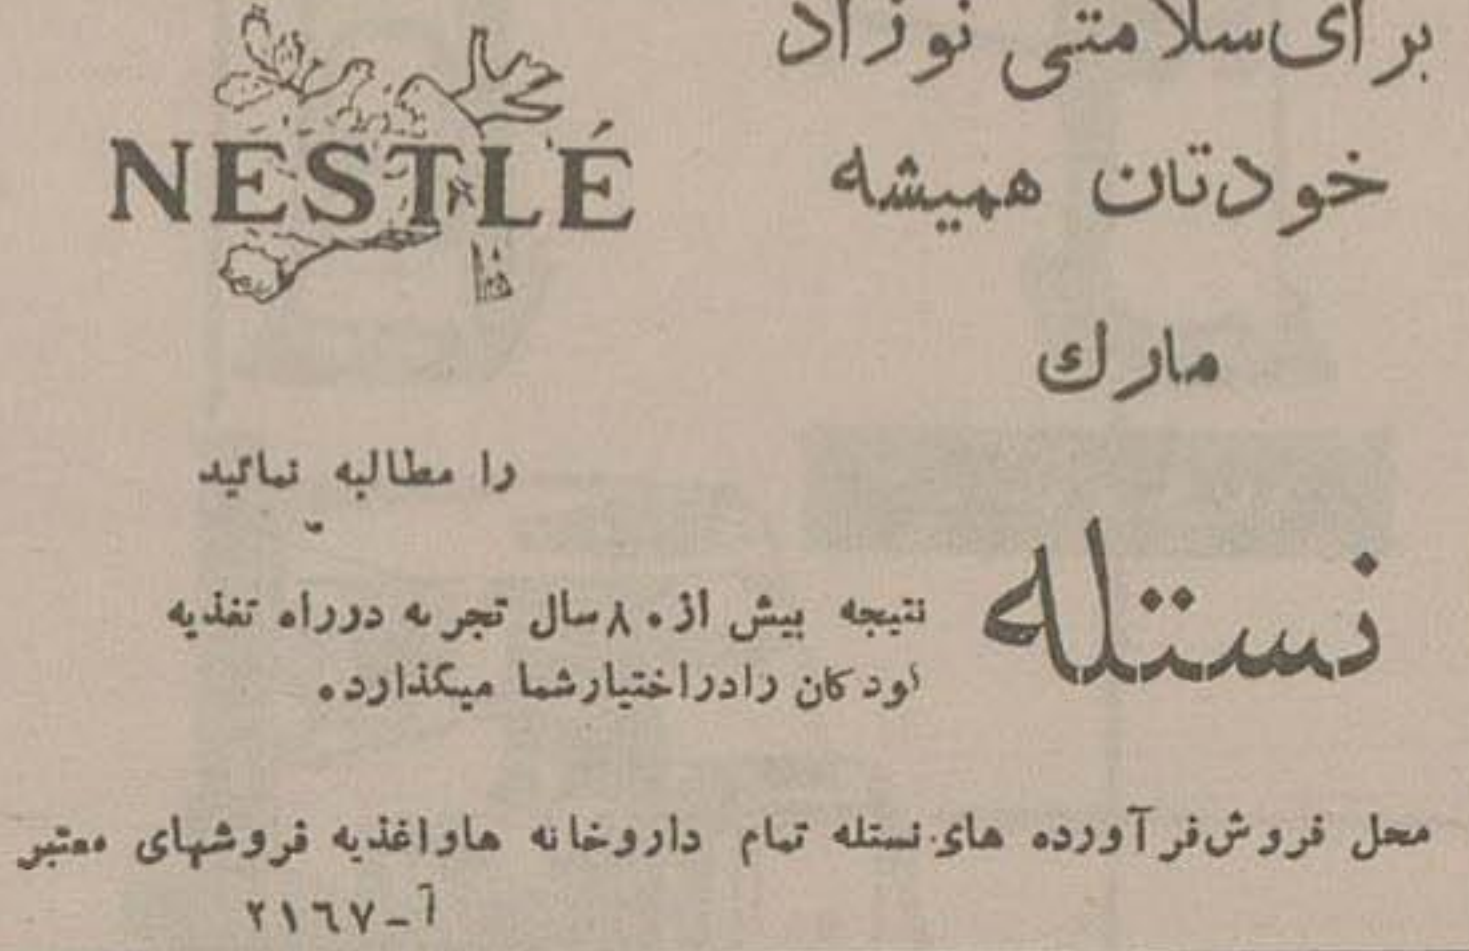 برای سلامتی نوزاد
خودتان همیشه
مارك
NESTLÉ
را مطالبه نمائید
نستله
نتیجه بیش از ۸۰ سال تجربه درراه تغذیه
کودکان رادراختیارشما میگذارد.
محل فروش فرآورده های نستله تمام داروخانه هاواغذیه فروشهای معتبر
آ-۲۱٦۷